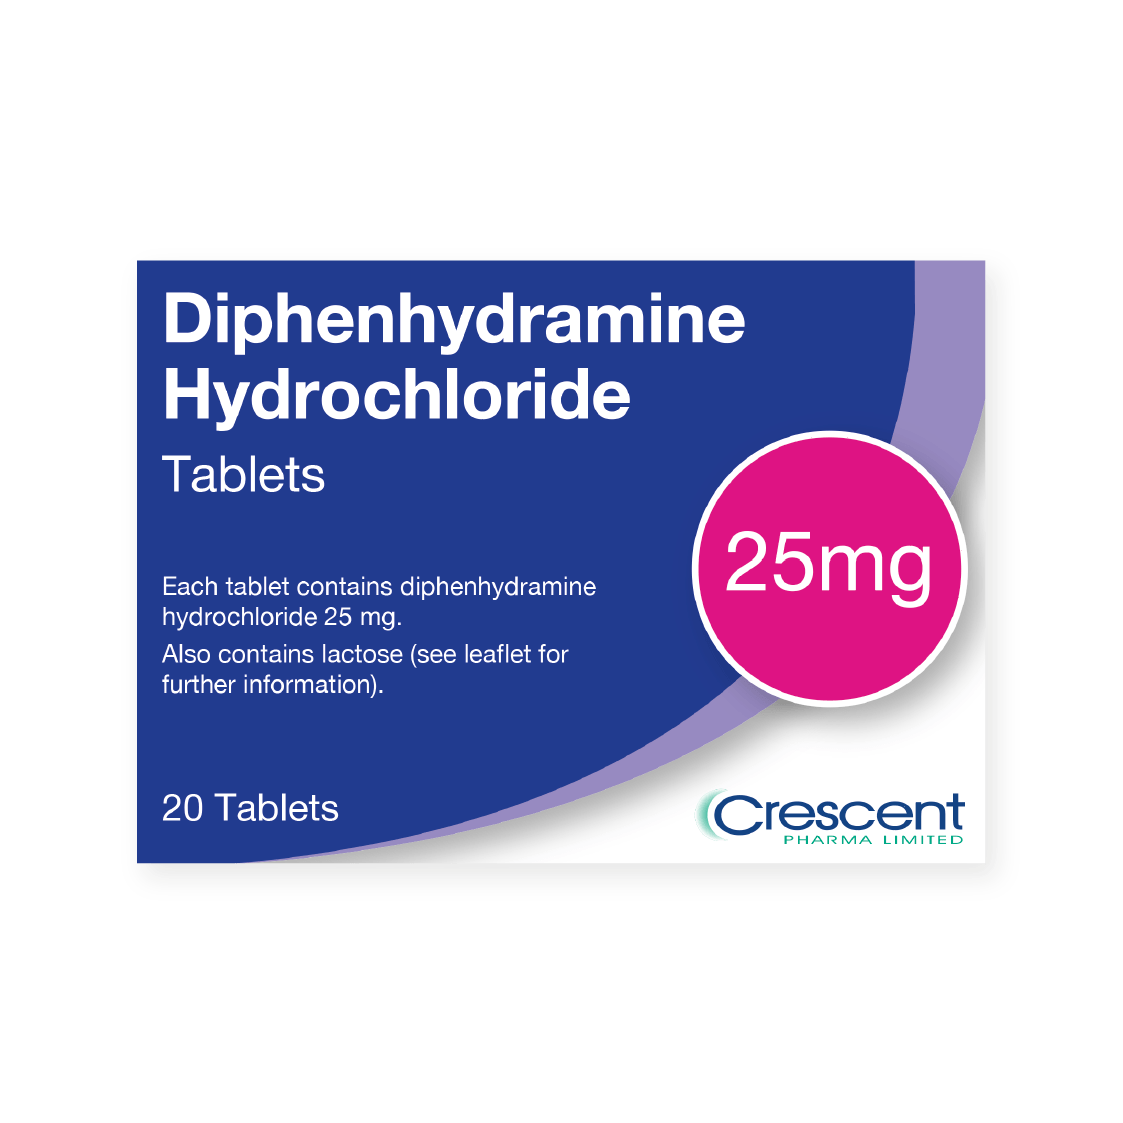 Diphenhydramine
Hydrochloride
Tablets
25mg
Each tablet contains diphenhydramine
hydrochloride 25 mg.
Also contains lactose (see leaflet for
further information).
20 Tablets
Crescent
PHARMA LIMITED